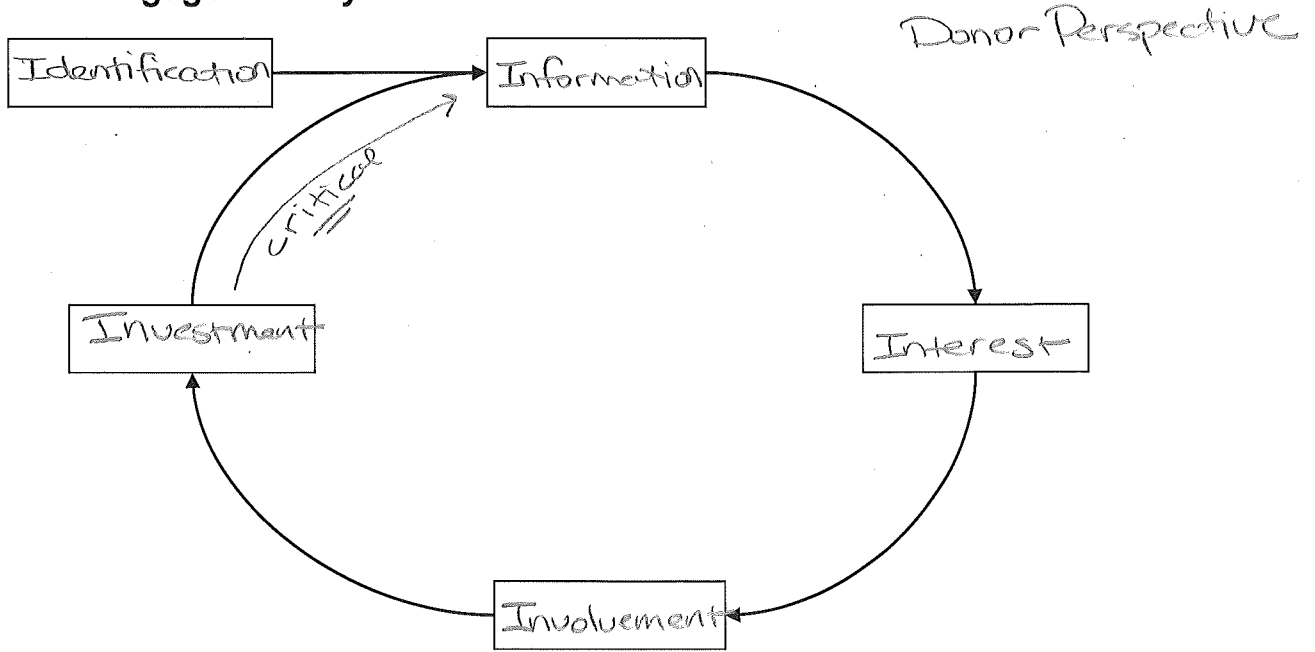 Donor Perspective
Identification
Information
critical
Investment
Interest
Involvement